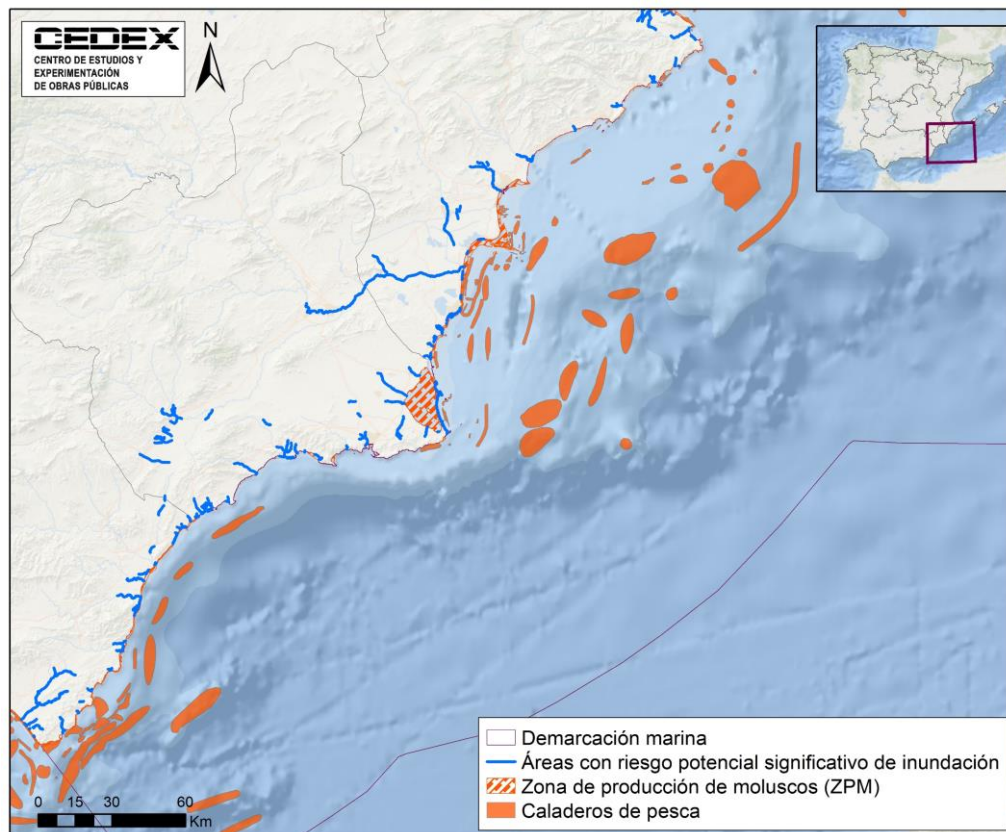 CEDEX
CENTRO DE ESTUDIOS Y
EXPERIMENTACIÓN
DE OBRAS PÚBLICAS
N
Demarcación marina
Áreas con riesgo potencial significativo de inundación
Zona de producción de moluscos (ZPM)
Caladeros de pesca
0 15 30 60
Km